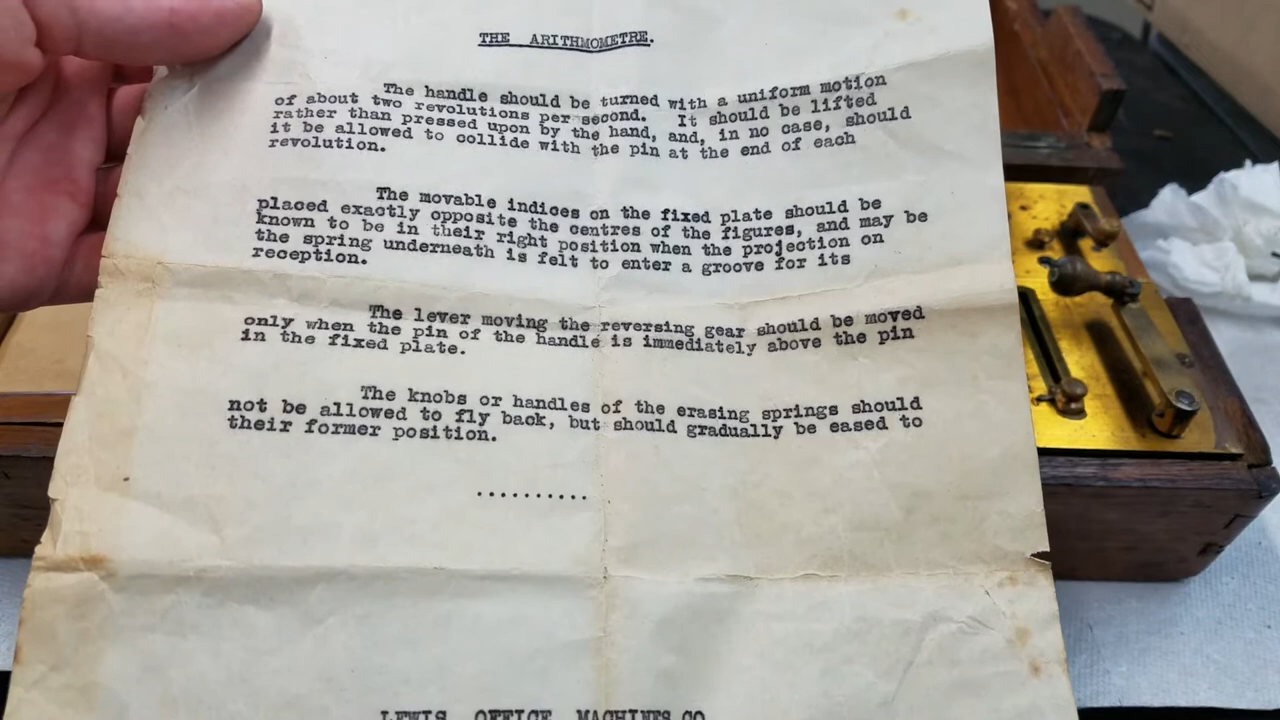 THE ARITHMOMETRE.
The handle should be turned with a uniform motion
of about two revolutions per second. It should be lifted
rather than pressed upon by the hand, and, in no case, should
it be allowed to collide with the pin at the end of each
revolution.
The movable indices on the fixed plate should be
placed exactly opposite the centres of the figures, and may be
known to be in their right position when the projection on
the spring underneath is felt to enter a groove for its
reception.
The lever moving the reversing gear should be moved
only when the pin of the handle is immediately above the pin
in the fixed plate.
The knobs or handles of the erasing springs should
not be allowed to fly back, but should gradually be eased to
their former position.
..........
LEWIS OFFICE MACHINES CO